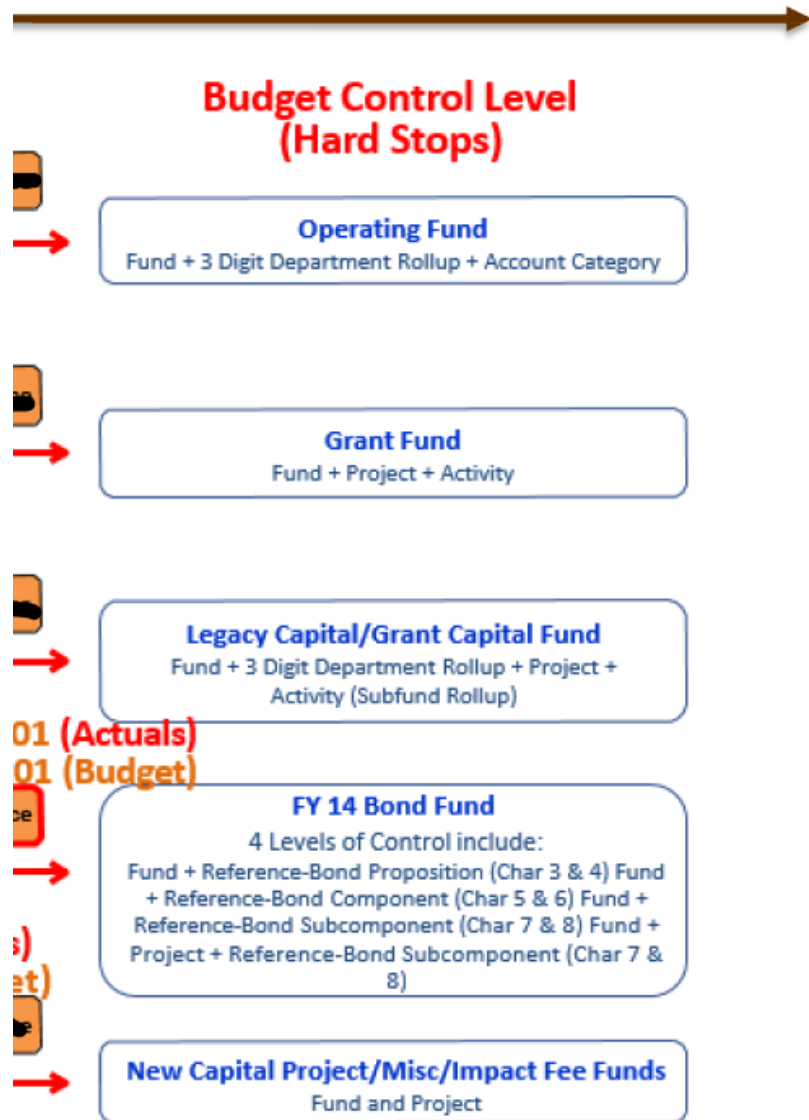 Budget Control Level
(Hard Stops)
Operating Fund
Fund + 3 Digit Department Rollup + Account Category
Grant Fund
Fund + Project + Activity
Legacy Capital/Grant Capital Fund
Fund + 3 Digit Department Rollup + Project +
Activity (Subfund Rollup)
01 (Actuals)
01 (Budget)
ce
FY 14 Bond Fund
4 Levels of Control include:
Fund + Reference-Bond Proposition (Char 3 & 4) Fund
+ Reference-Bond Component (Char 5 & 6) Fund +
Reference-Bond Subcomponent (Char 7 & 8) Fund +
Project + Reference-Bond Subcomponent (Char 7 &
8)
s)
et)
New Capital Project/Misc/Impact Fee Funds
Fund and Project